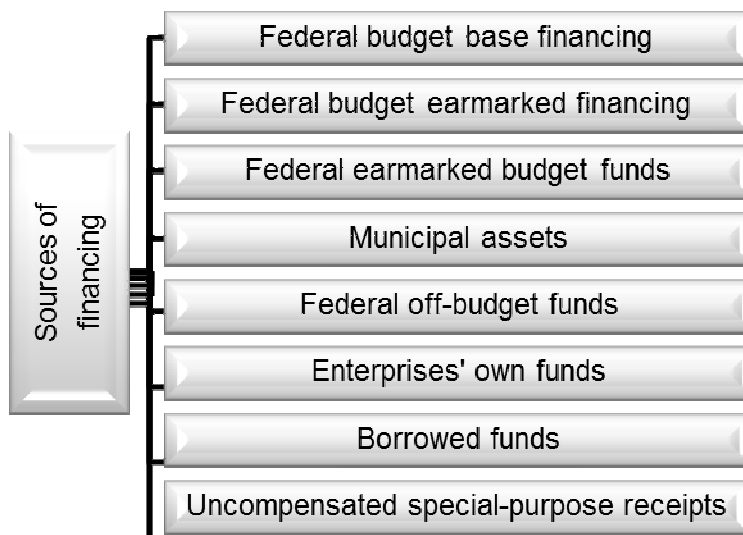 Sources of
financing
Federal budget base financing
Federal budget earmarked financing
Federal earmarked budget funds
Municipal assets
Federal off-budget funds
Enterprises' own funds
Borrowed funds
Uncompensated special-purpose receipts